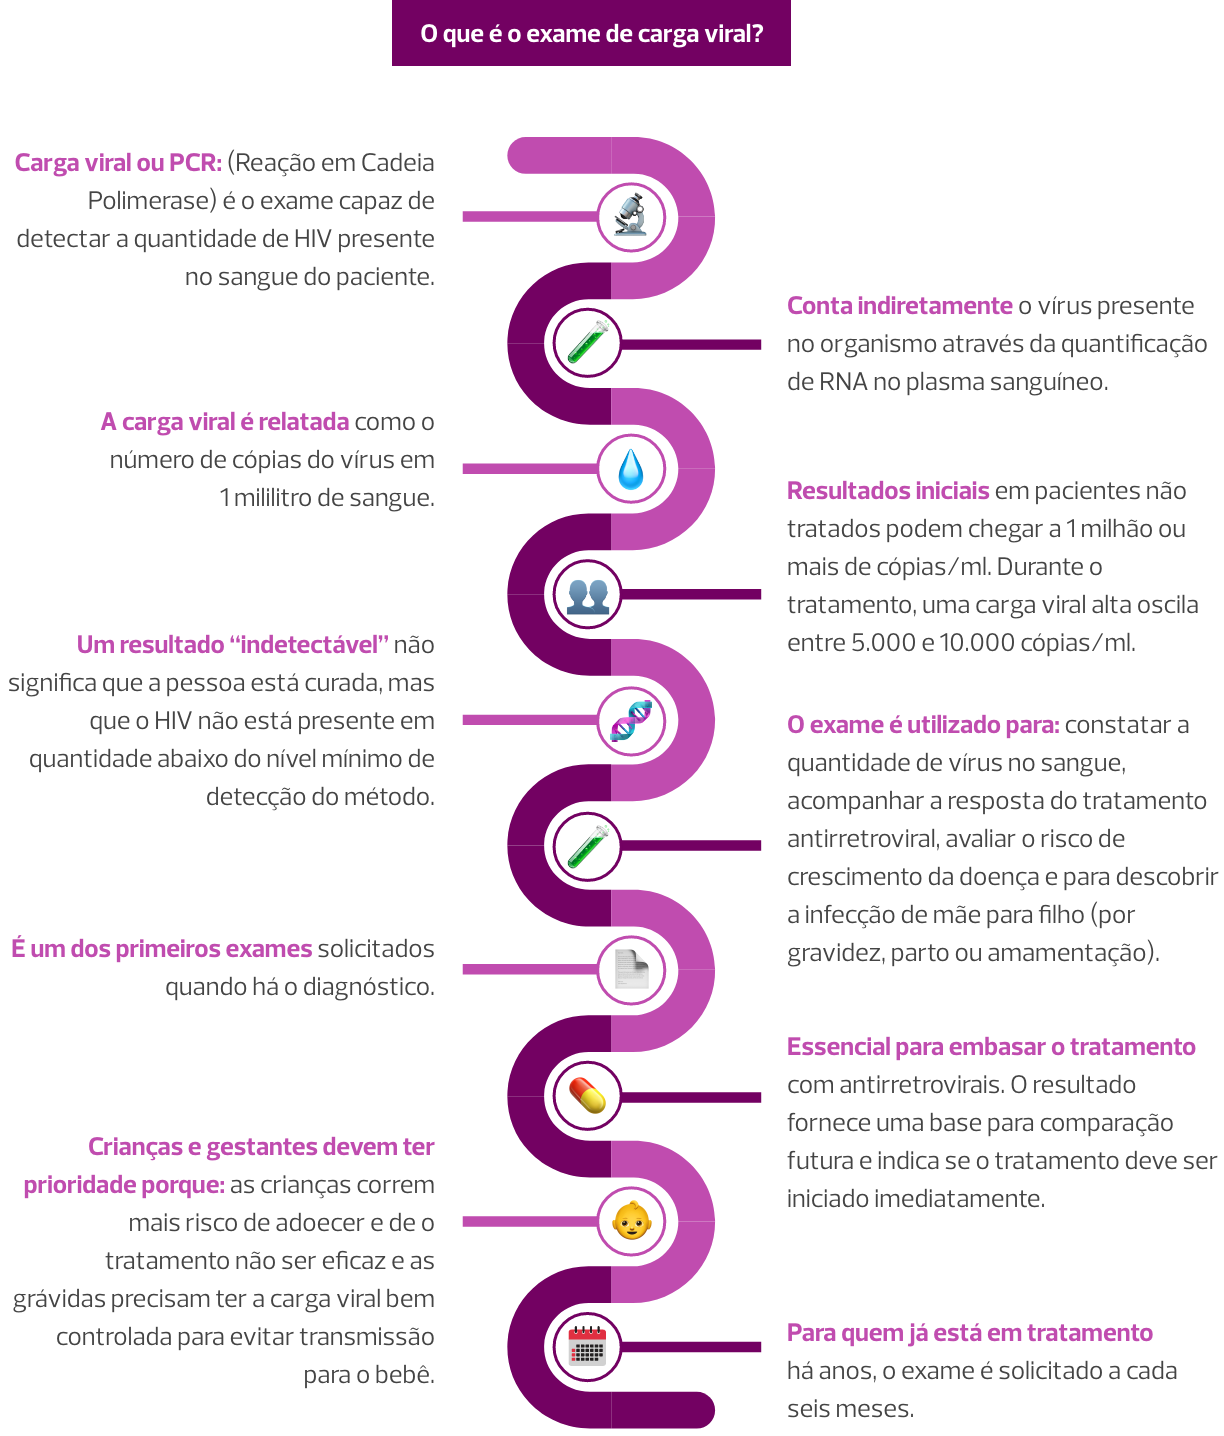 O que é o exame de carga viral?
Carga viral ou PCR: (Reação em Cadeia
Polimerase) é o exame capaz de
detectar a quantidade de HIV presente
no sangue do paciente.
Conta indiretamente o vírus presente
no organismo através da quantificação
de RNA no plasma sanguíneo.
A carga viral é relatada como o
número de cópias do vírus em
1 mililitro de sangue.
Resultados iniciais em pacientes não
tratados podem chegar a 1 milhão ou
mais de cópias/ml. Durante o
tratamento, uma carga viral alta oscila
entre 5.000 e 10.000 cópias/ml.
Um resultado “indetectável” não
significa que a pessoa está curada, mas
que o HIV não está presente em
quantidade abaixo do nível mínimo de
detecção do método.
O exame é utilizado para: constatar a
quantidade de vírus no sangue,
acompanhar a resposta do tratamento
antirretroviral, avaliar o risco de
crescimento da doença e para descobrir
a infecção de mãe para filho (por
gravidez, parto ou amamentação).
É um dos primeiros exames solicitados
quando há o diagnóstico.
Essencial para embasar o tratamento
com antirretrovirais. O resultado
fornece uma base para comparação
futura e indica se o tratamento deve ser
iniciado imediatamente.
Crianças e gestantes devem ter
prioridade porque: as crianças correm
mais risco de adoecer e de o
tratamento não ser eficaz e as
grávidas precisam ter a carga viral bem
controlada para evitar transmissão
para o bebê.
Para quem já está em tratamento
há anos, o exame é solicitado a cada
seis meses.